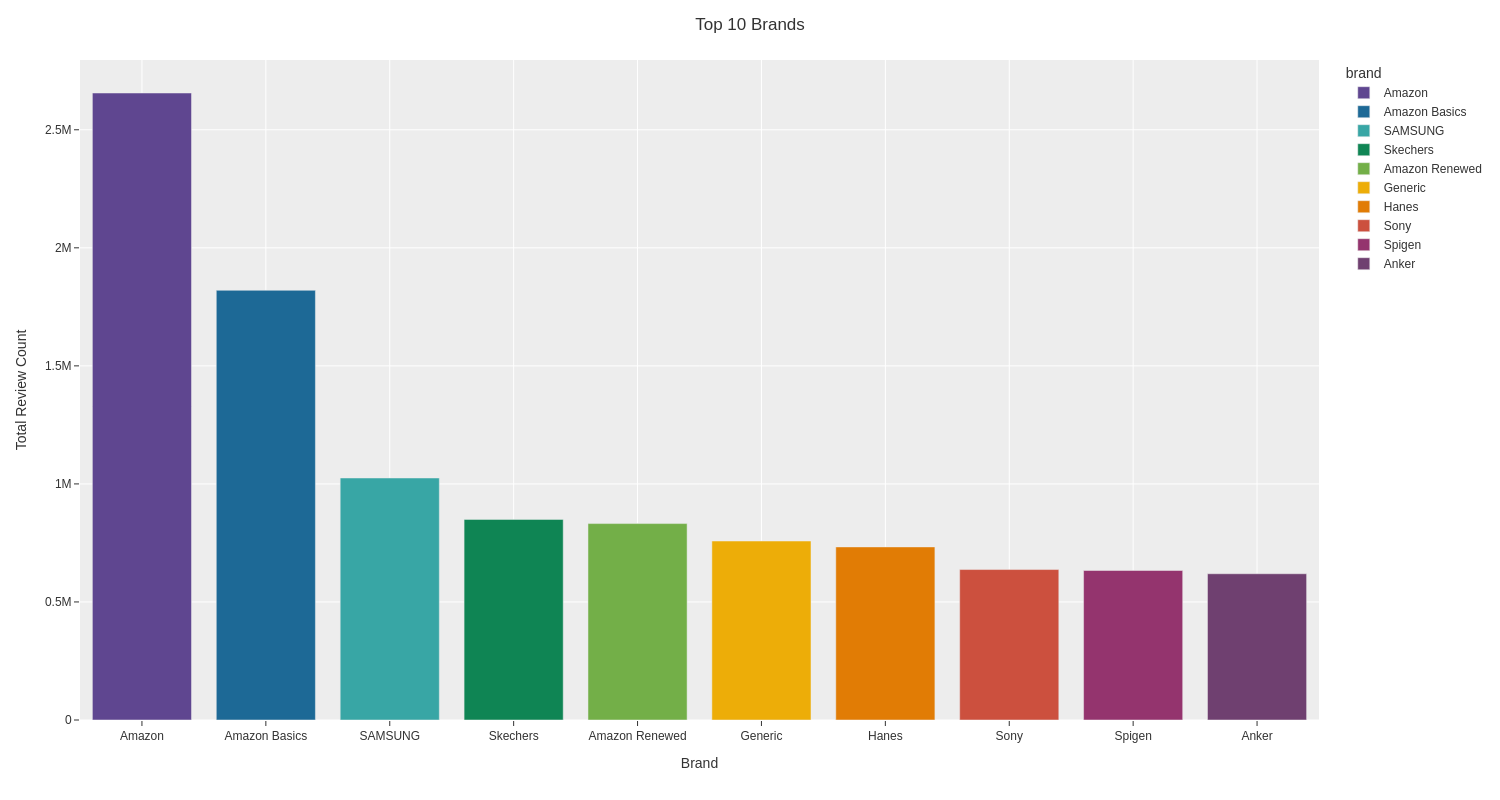 Top 10 Brands
Total Review Count
2.5M
2M
1.5M
1M
0.5M
0
Amazon
Amazon Basics
SAMSUNG
Skechers
Amazon Renewed
Generic
Hanes
Sony
Spigen
Anker
Brand
brand
Amazon
Amazon Basics
SAMSUNG
Skechers
Amazon Renewed
Generic
Hanes
Sony
Spigen
Anker